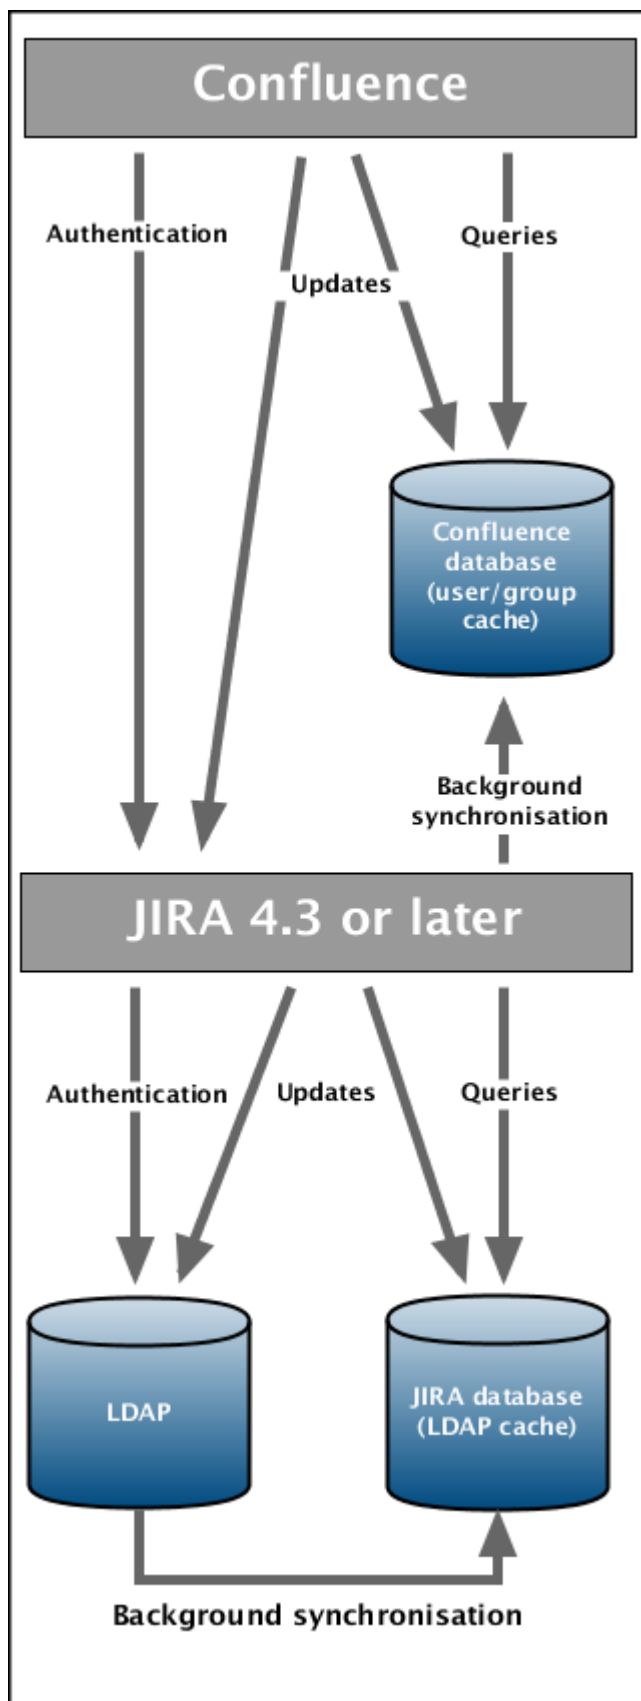 Confluence
Authentication
Queries
Updates
Confluence
database
(user/group
cache)
Background
synchronisation
JIRA 4.3 or later
Authentication
Updates
Queries
LDAP
JIRA database
(LDAP cache)
Background synchronisation